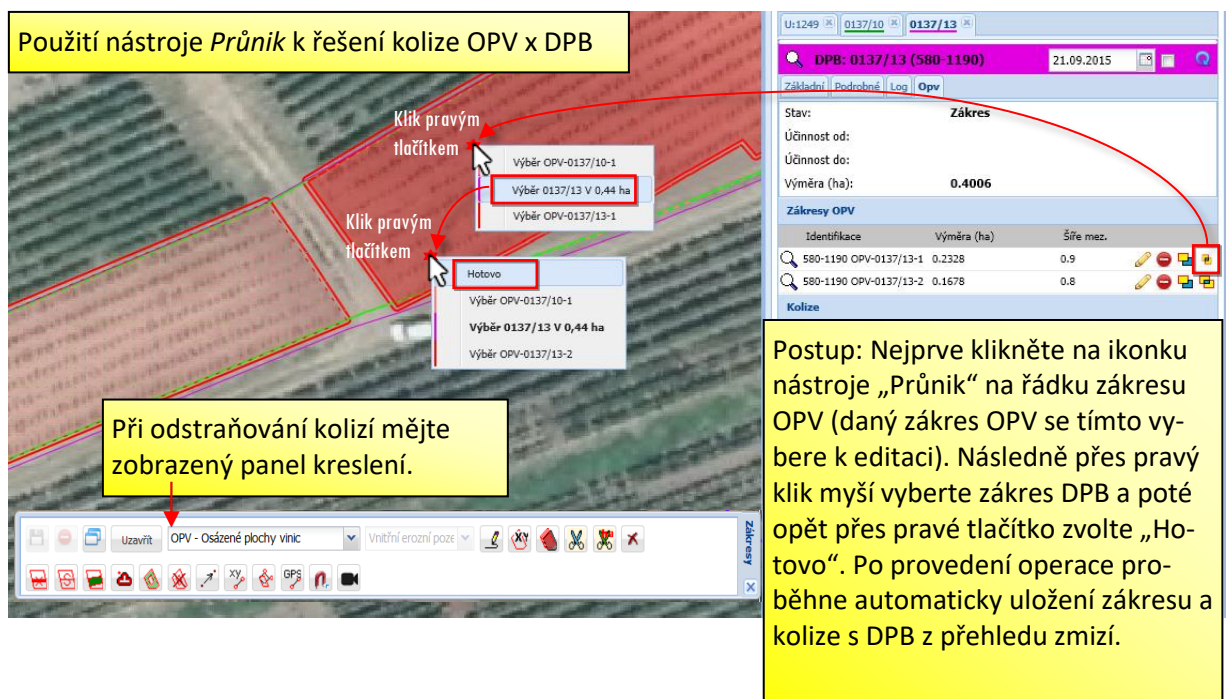 Použití nástroje Průnik k řešení kolize OPV x DPB
Klik pravým
tlačítkem
Výběr OPV-0137/10-1
Výběr 0137/13 V 0,44 ha
Výběr OPV-0137/13-1
Klik pravým
tlačítkem
Hotovo
Výběr OPV-0137/10-1
Výběr 0137/13 V 0,44 ha
Výběr OPV-0137/13-2
Při odstraňování kolizí mějte
zobrazený panel kreslení.
Uzavřít OPV - Osázené plochy vinic Vnitřní erozní poze
XY
XY GPS
Zákresy
U:1249 0137/10 0137/13
DPB: 0137/13 (580-1190) 21.09.2015
Základní Podrobné Log Opv
Stav: Zákres
Účinnost od:
Účinnost do:
Výměra (ha): 0.4006
Zákresy OPV
Identifikace Výměra (ha) Šíře mez.
580-1190 OPV-0137/13-1 0.2328 0.9
580-1190 OPV-0137/13-2 0.1678 0.8
Kolize
Postup: Nejprve klikněte na ikonku
nástroje „Průnik“ na řádku zákresu
OPV (daný zákres OPV se tímto vy-
bere k editaci). Následně přes pravý
klik myší vyberte zákres DPB a poté
opět přes pravé tlačítko zvolte „Ho-
tovo“. Po provedení operace pro-
běhne automaticky uložení zákresu a
kolize s DPB z přehledu zmizí.